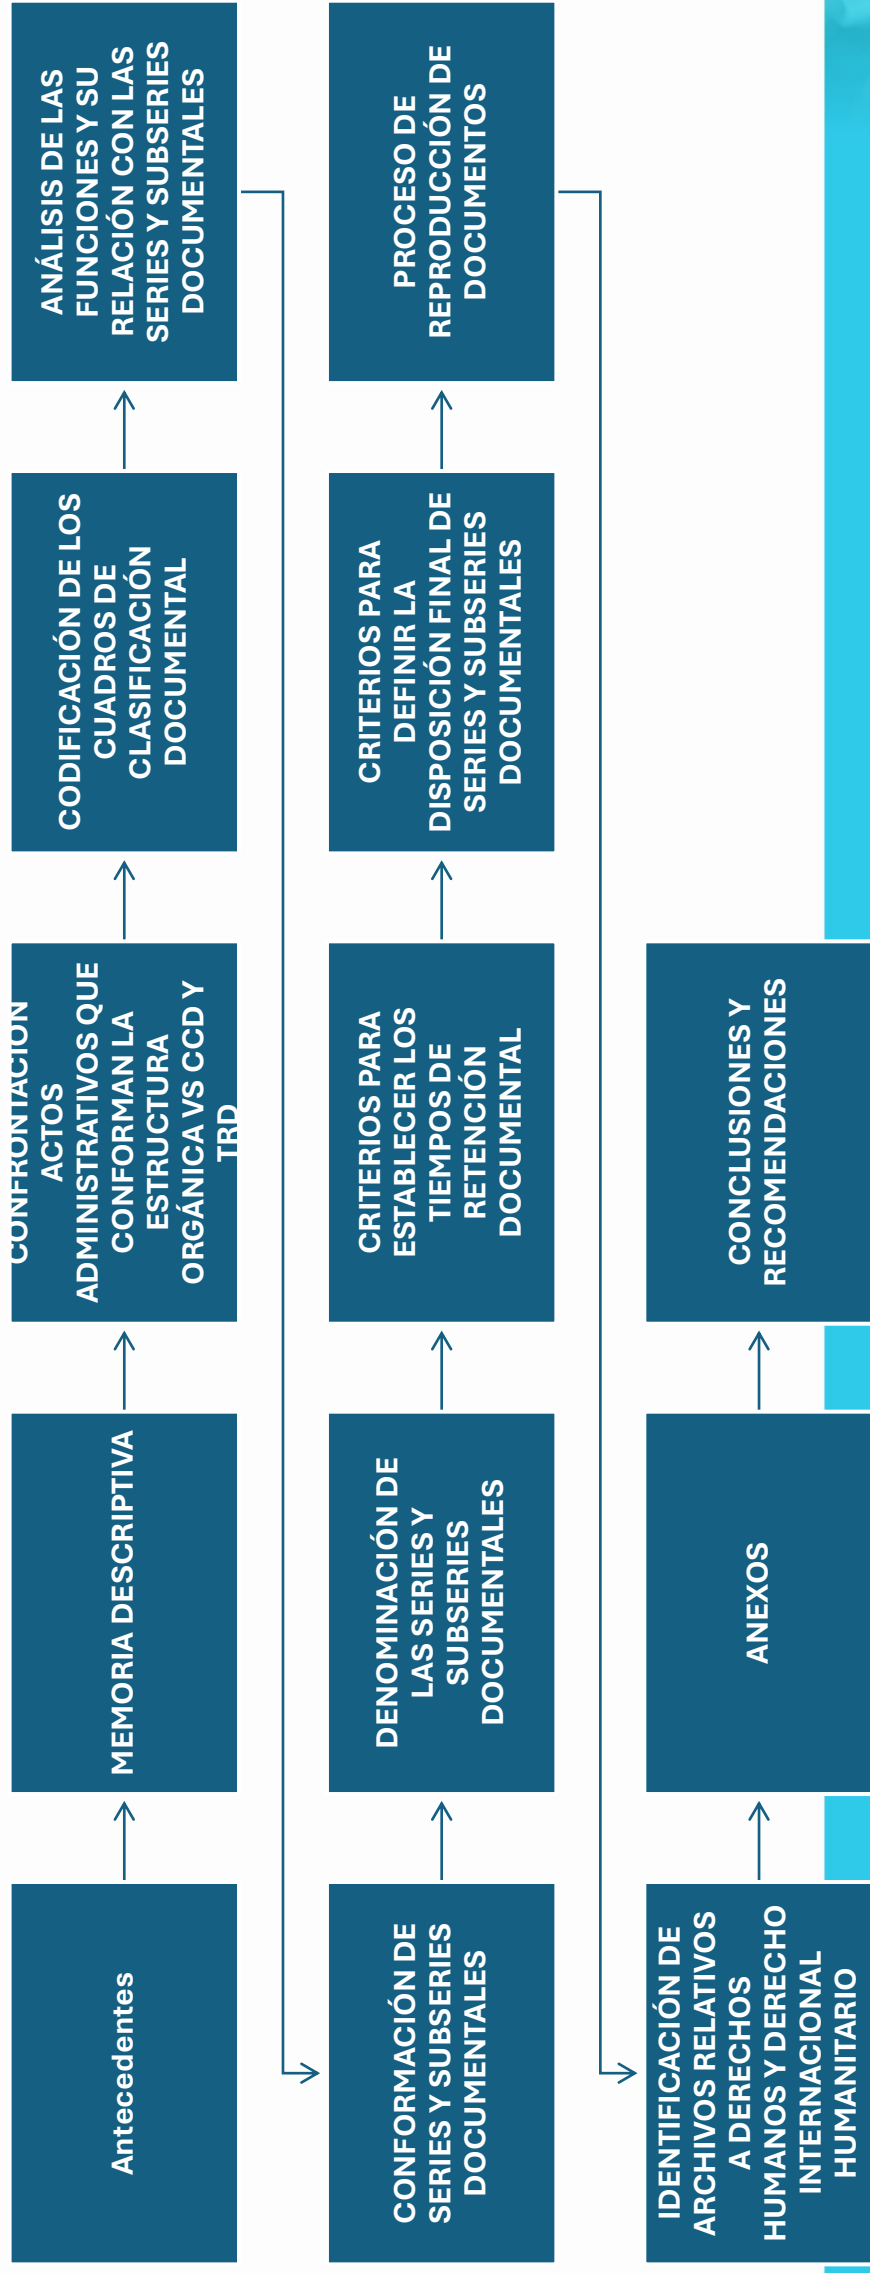 Antecedentes
MEMORIA DESCRIPTIVA
CONFRONTACIÓN
ACTOS
ADMINISTRATIVOS QUE
CONFORMAN LA
ESTRUCTURA
ORGÁNICA VS CCD Y
TRD
CODIFICACIÓN DE LOS
CUADROS DE
CLASIFICACIÓN
DOCUMENTAL
ANÁLISIS DE LAS
FUNCIONES Y SU
RELACIÓN CON LAS
SERIES Y SUBSERIES
DOCUMENTALES
CONFORMACIÓN DE
SERIES Y SUBSERIES
DOCUMENTALES
DENOMINACIÓN DE
LAS SERIES Y
SUBSERIES
DOCUMENTALES
CRITERIOS PARA
ESTABLECER LOS
TIEMPOS DE
RETENCIÓN
DOCUMENTAL
CRITERIOS PARA
DEFINIR LA
DISPOSICIÓN FINAL DE
SERIES Y SUBSERIES
DOCUMENTALES
PROCESO DE
REPRODUCCIÓN DE
DOCUMENTOS
IDENTIFICACIÓN DE
ARCHIVOS RELATIVOS
A DERECHOS
HUMANOS Y DERECHO
INTERNACIONAL
HUMANITARIO
ANEXOS
CONCLUSIONES Y
RECOMENDACIONES